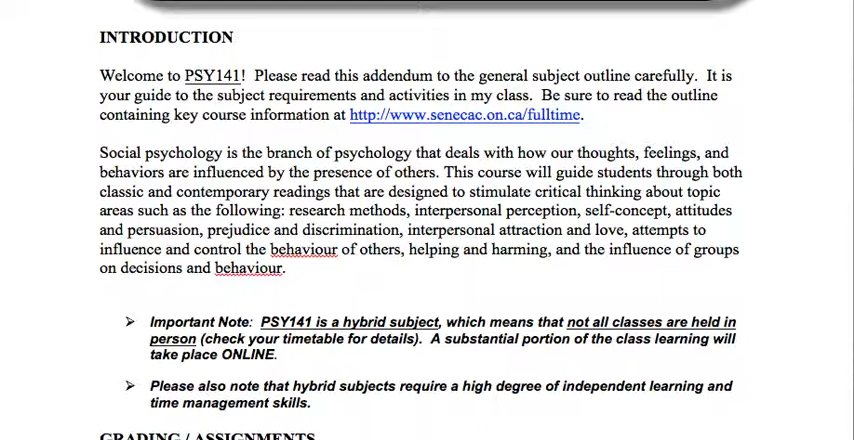 INTRODUCTION
Welcome to PSY141!  Please read this addendum to the general subject outline carefully.  It is
your guide to the subject requirements and activities in my class.  Be sure to read the outline
containing key course information at http://www.senecac.on.ca/fulltime.
Social psychology is the branch of psychology that deals with how our thoughts, feelings, and
behaviors are influenced by the presence of others. This course will guide students through both
classic and contemporary readings that are designed to stimulate critical thinking about topic
areas such as the following: research methods, interpersonal perception, self-concept, attitudes
and persuasion, prejudice and discrimination, interpersonal attraction and love, attempts to
influence and control the behaviour of others, helping and harming, and the influence of groups
on decisions and behaviour.
➢ Important Note:  PSY141 is a hybrid subject, which means that not all classes are held in
person (check your timetable for details).  A substantial portion of the class learning will
take place ONLINE.
➢ Please also note that hybrid subjects require a high degree of independent learning and
time management skills.
GRADING / ASSIGNMENTS